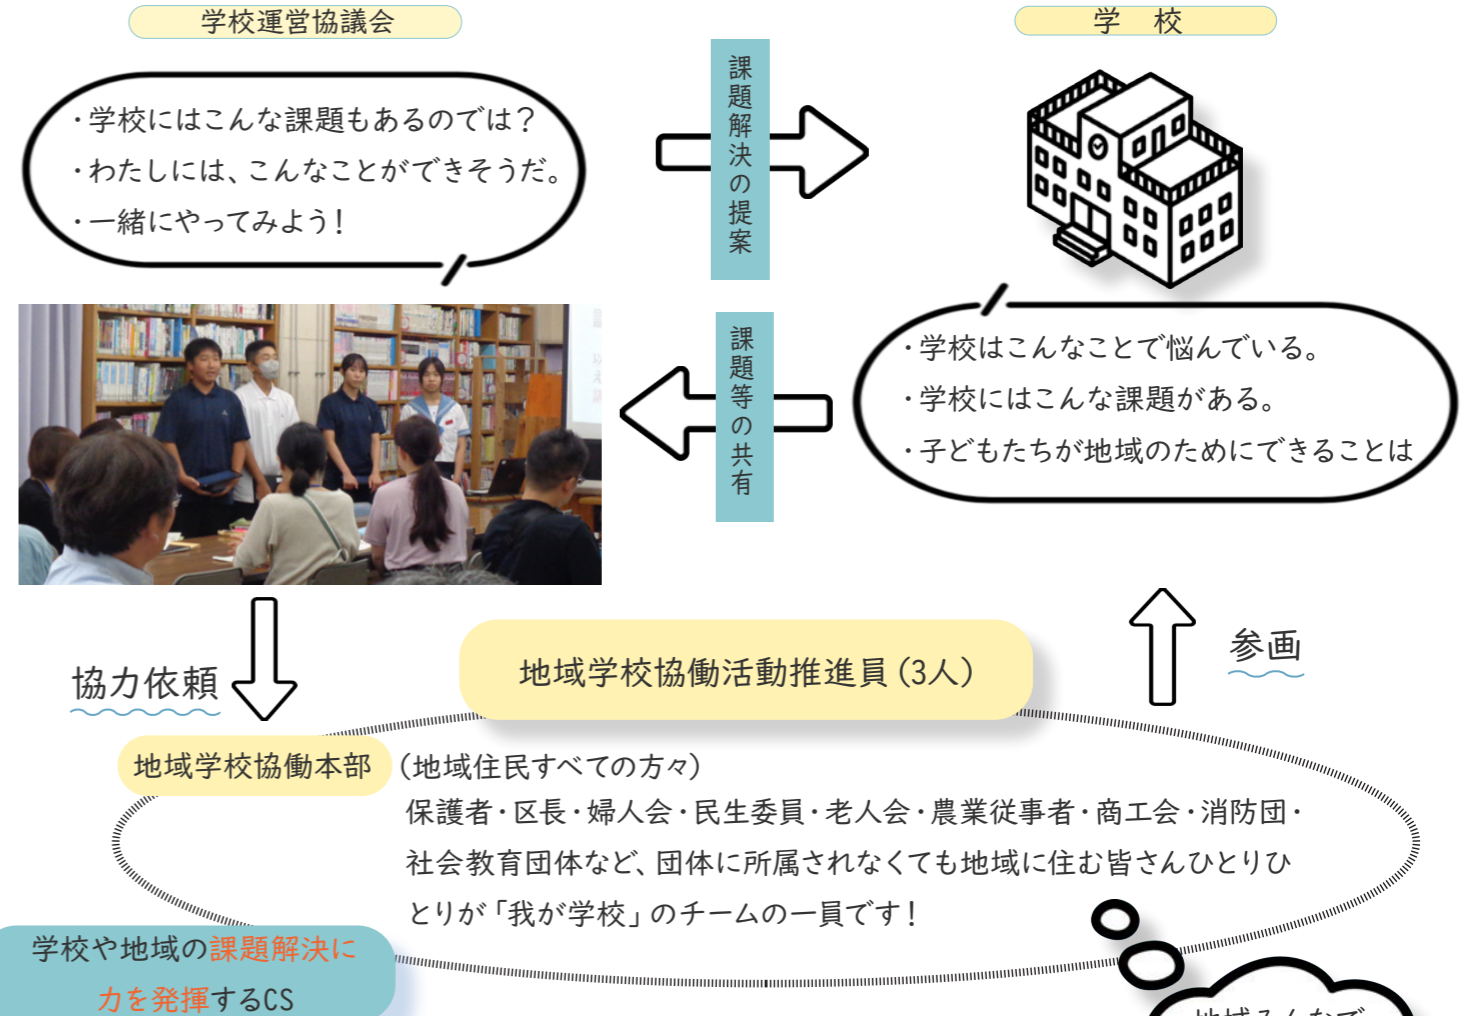 学校運営協議会
・学校にはこんな課題もあるのでは？
・わたしには、こんなことができそうだ。
・一緒にやってみよう！
課題解決の提案
学　校
課題等の共有
・学校はこんなことで悩んでいる。
・学校にはこんな課題がある。
・子どもたちが地域のためにできることは
協力依頼
地域学校協働活動推進員（3人）
参画
地域学校協働本部
（地域住民すべての方々）
保護者・区長・婦人会・民生委員・老人会・農業従事者・商工会・消防団・
社会教育団体など、団体に所属されなくても地域に住む皆さんひとりひ
とりが「我が学校」のチームの一員です！
学校や地域の課題解決に
力を発揮するCS
地域みんなで